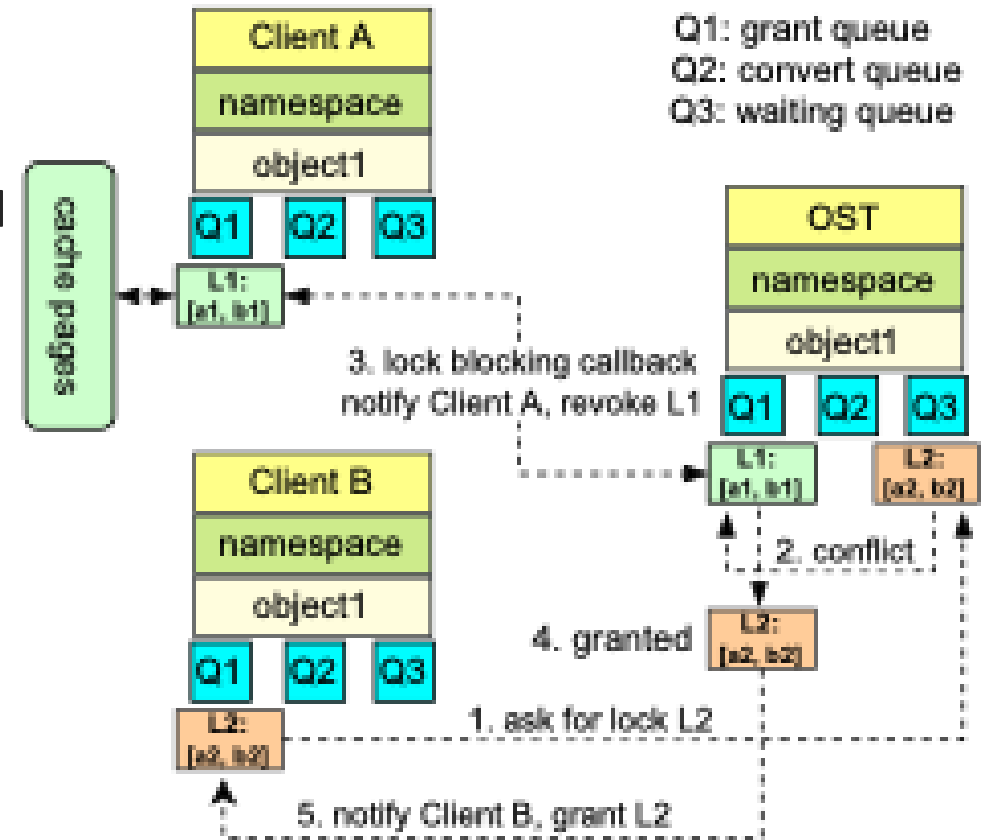 Client A
namespace
object1
Q1 Q2 Q3
L1:
[a1, b1]
cache pages
Q1: grant queue
Q2: convert queue
Q3: waiting queue
OST
namespace
object1
Q1 Q2 Q3
L1:
[a1, b1]
L2:
[a2, b2]
3. lock blocking callback
notify Client A, revoke L1
2. conflict
4. granted
L2:
[a2, b2]
Client B
namespace
object1
Q1 Q2 Q3
L2:
[a2, b2]
1. ask for lock L2
5. notify Client B, grant L2